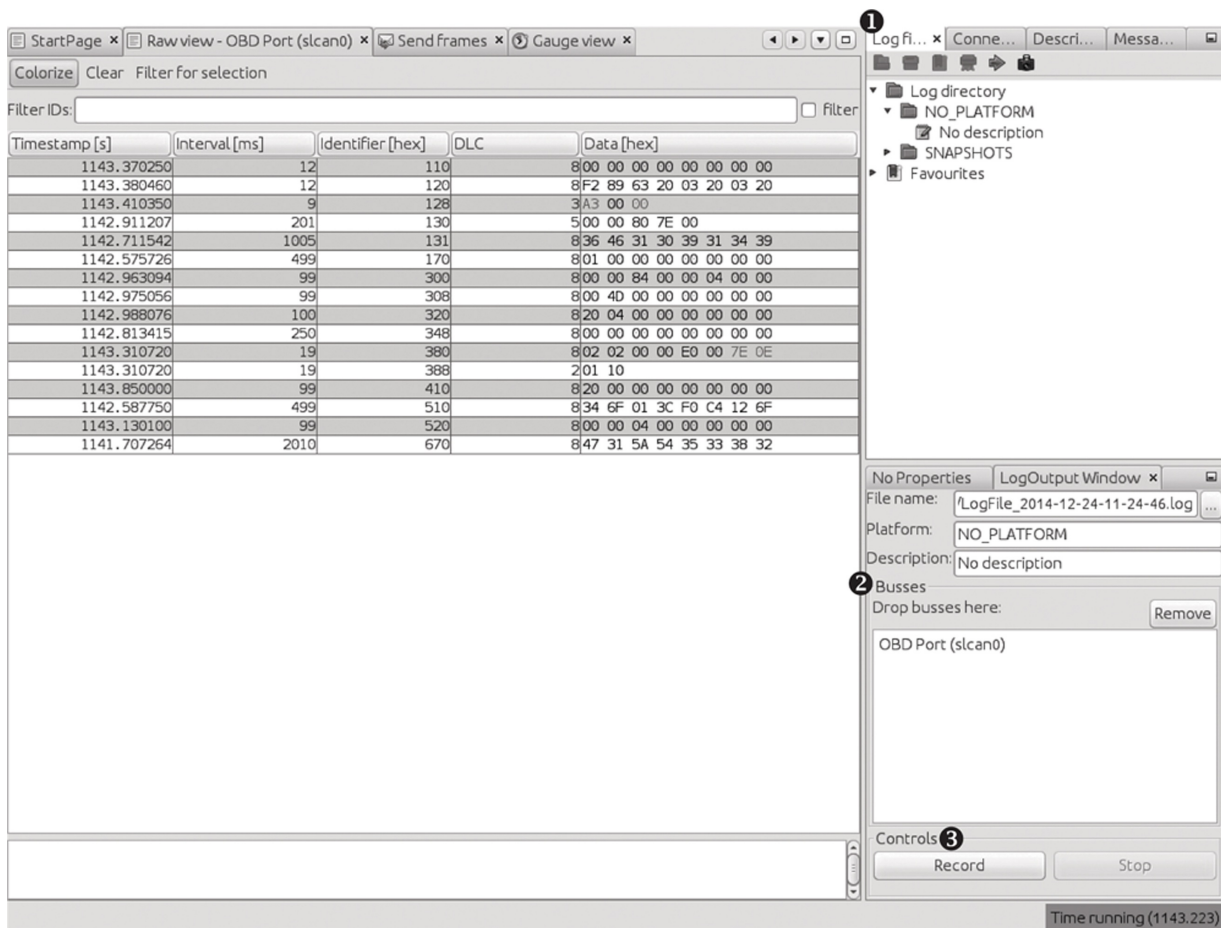 ❶
StartPage × Raw view - OBD Port (slcan0) × Send frames × Gauge view ×
Log fi... × Conne... Descri... Messa...
Colorize Clear Filter for selection
Filter IDs: filter
Timestamp [s] Interval [ms] Identifier [hex] DLC Data [hex]
1143.370250 12 110 8 00 00 00 00 00 00 00 00
1143.380460 12 120 8 F2 89 63 20 03 20 03 20
1143.410350 9 128 3 A3 00 00
1142.911207 201 130 5 00 00 80 7E 00
1142.711542 1005 131 8 36 46 31 30 39 31 34 39
1142.575726 499 170 8 01 00 00 00 00 00 00 00
1142.963094 99 300 8 00 00 84 00 00 04 00 00
1142.975056 99 308 8 00 4D 00 00 00 00 00 00
1142.988076 100 320 8 20 04 00 00 00 00 00 00
1142.813415 250 348 8 00 00 00 00 00 00 00 00
1143.310720 19 380 8 02 02 00 00 E0 00 7E 0E
1143.310720 19 388 2 01 10
1143.850000 99 410 8 20 00 00 00 00 00 00 00
1142.587750 499 510 8 34 6F 01 3C F0 C4 12 6F
1143.130100 99 520 8 00 00 04 00 00 00 00 00
1141.707264 2010 670 8 47 31 5A 54 35 33 38 32
Log directory
NO_PLATFORM
No description
SNAPSHOTS
Favourites
No Properties LogOutput Window ×
File name: /LogFile_2014-12-24-11-24-46.log ...
Platform: NO_PLATFORM
Description: No description
❷ Busses
Drop busses here: Remove
OBD Port (slcan0)
Controls ❸
Record Stop
Time running (1143.223)